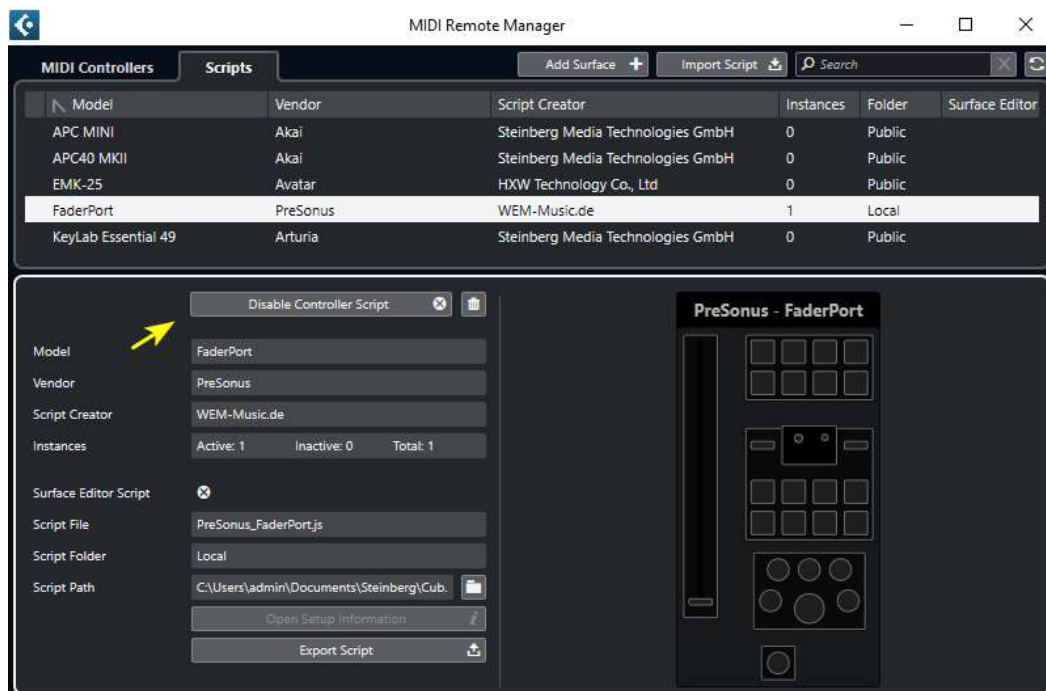 MIDI Remote Manager
MIDI Controllers Scripts Add Surface Import Script Search
Model Vendor Script Creator Instances Folder Surface Editor
APC MINI Akai Steinberg Media Technologies GmbH 0 Public
APC40 MKII Akai Steinberg Media Technologies GmbH 0 Public
EMK-25 Avatar HXW Technology Co., Ltd 0 Public
FaderPort PreSonus WEM-Music.de 1 Local
KeyLab Essential 49 Arturia Steinberg Media Technologies GmbH 0 Public
Disable Controller Script
PreSonus - FaderPort
Model FaderPort
Vendor PreSonus
Script Creator WEM-Music.de
Instances Active: 1 Inactive: 0 Total: 1
Surface Editor Script
Script File PreSonus_FaderPort.js
Script Folder Local
Script Path C:\Users\admin\Documents\Steinberg\Cub.
Open Setup Information i
Export Script